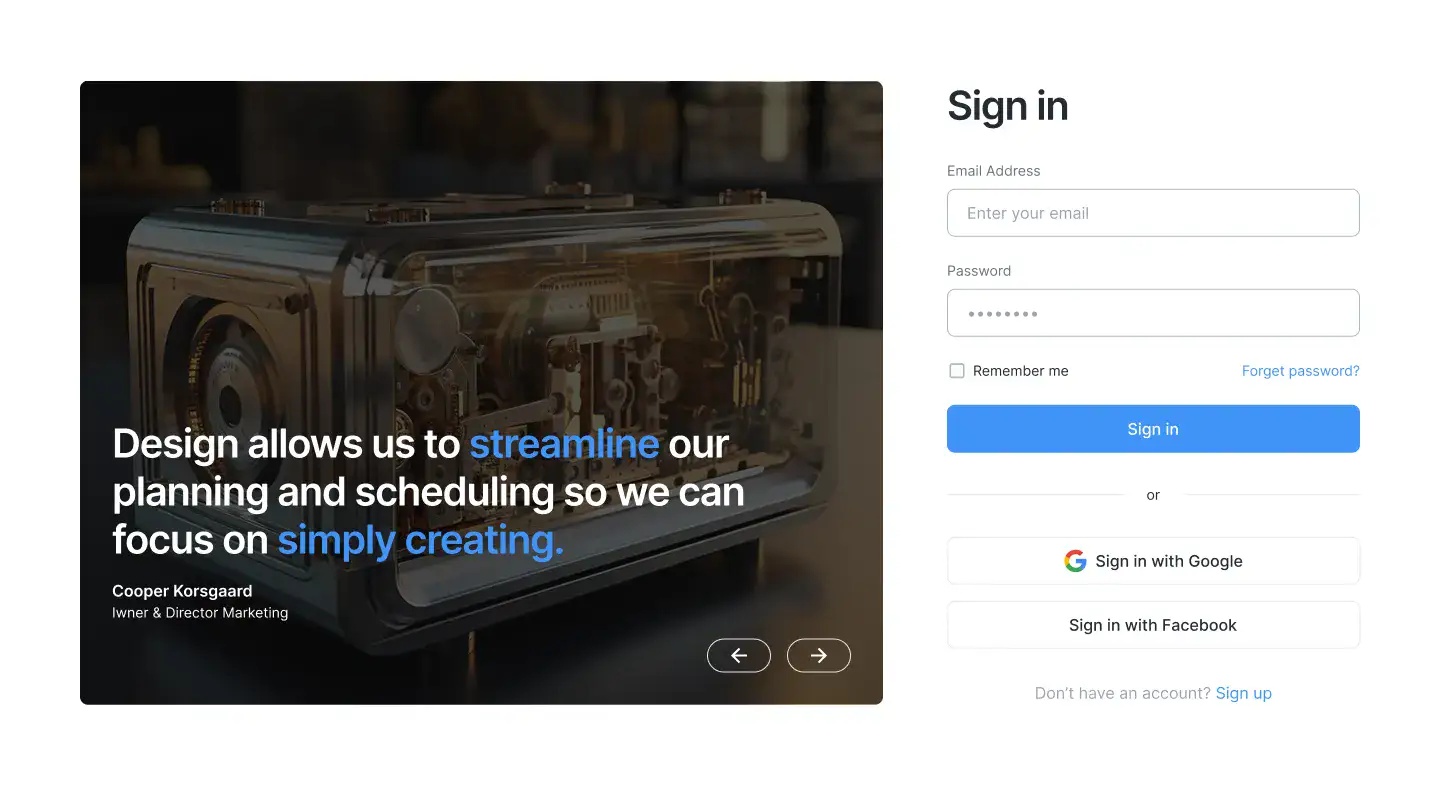 Design allows us to streamline our
planning and scheduling so we can
focus on simply creating.
Cooper Korsgaard
Iwner & Director Marketing
Sign in
Email Address
Enter your email
Password
Remember me
Forget password?
Sign in
or
Sign in with Google
Sign in with Facebook
Don't have an account? Sign up